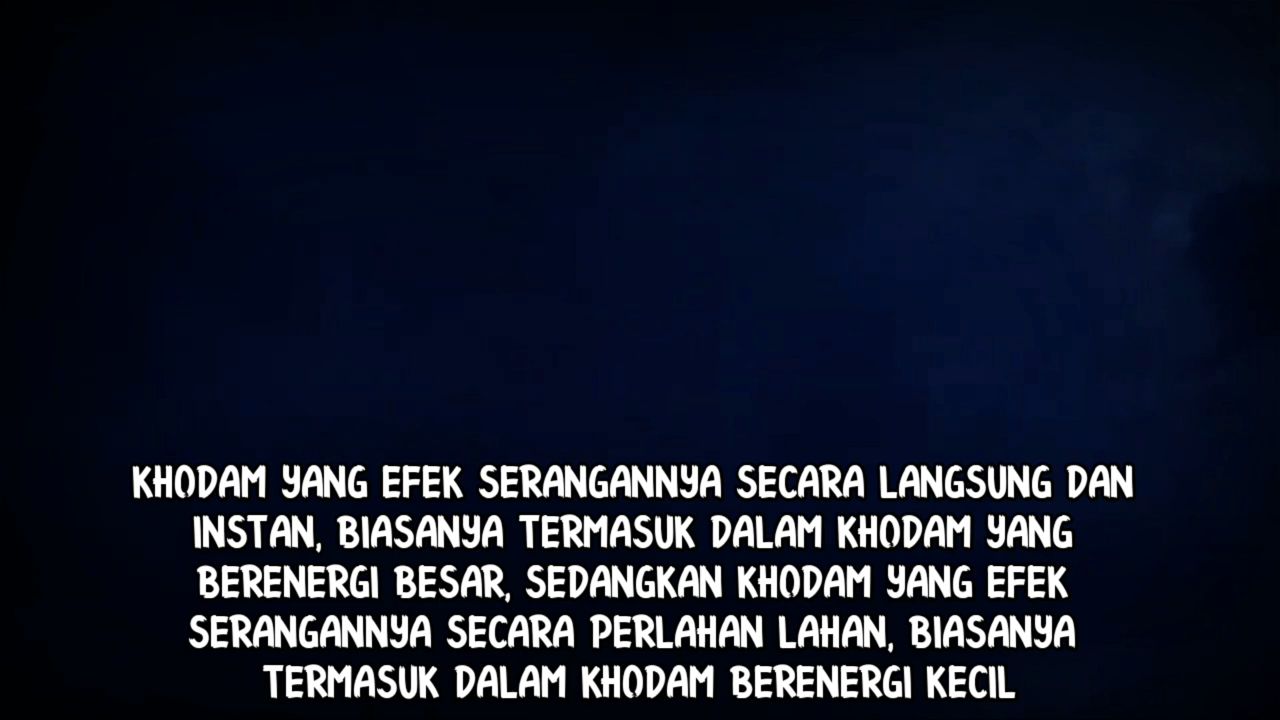 KHODAM YANG EFEK SERANGANNYA SECARA LANGSUNG DAN
INSTAN, BIASANYA TERMASUK DALAM KHODAM YANG
BERENERGI BESAR, SEDANGKAN KHODAM YANG EFEK
SERANGANNYA SECARA PERLAHAN LAHAN, BIASANYA
TERMASUK DALAM KHODAM BERENERGI KECIL